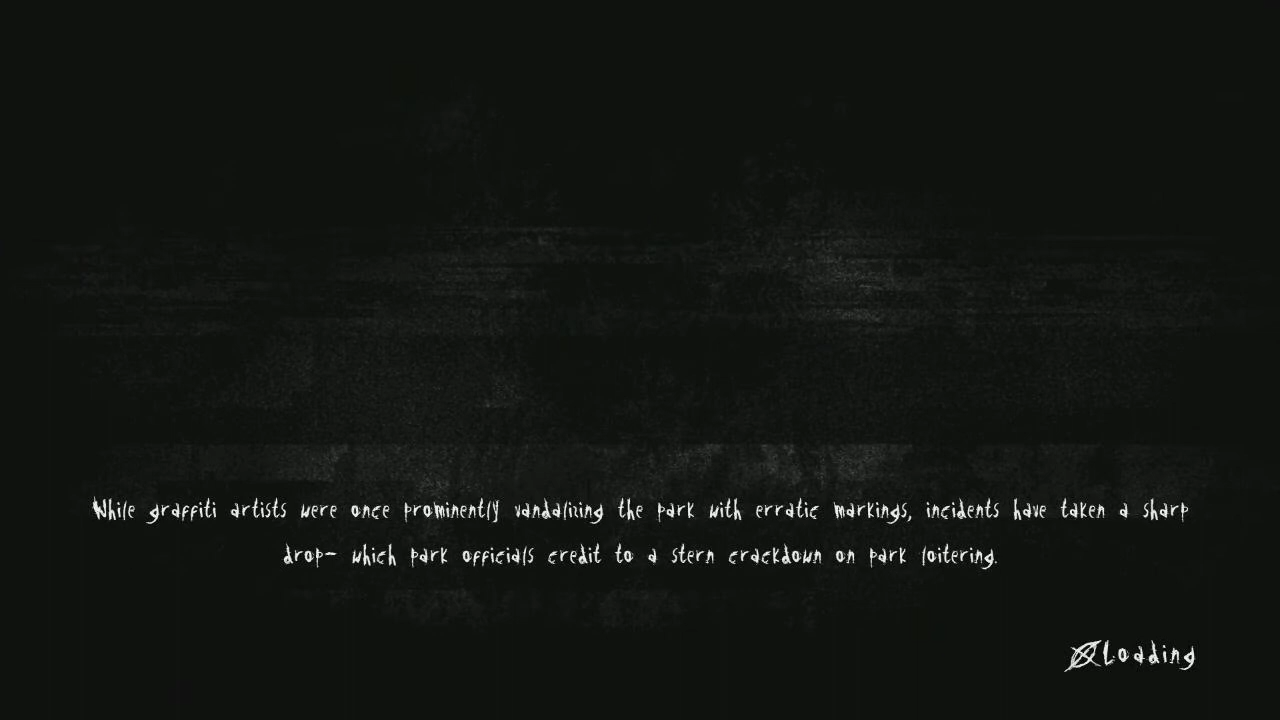 While graffiti artists were once prominently vandalizing the park with erratic markings, incidents have taken a sharp
drop- which park officials credit to a stern crackdown on park loitering.
Loading